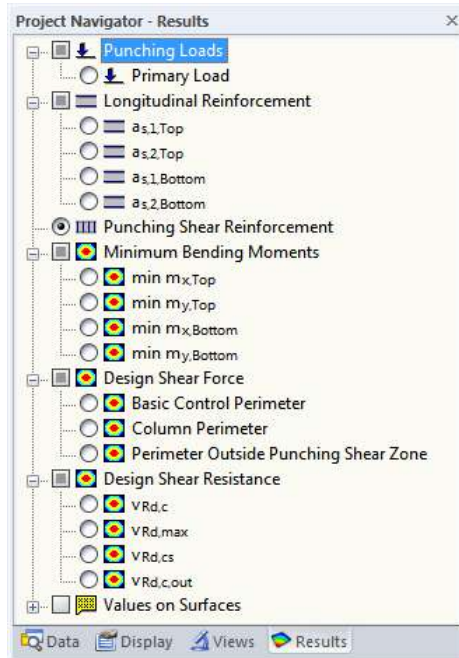 Project Navigator - Results
Punching Loads
Primary Load
Longitudinal Reinforcement
as,1,Top
as,2,Top
as,1,Bottom
as,2,Bottom
Punching Shear Reinforcement
Minimum Bending Moments
min mx,Top
min my,Top
min mx,Bottom
min my,Bottom
Design Shear Force
Basic Control Perimeter
Column Perimeter
Perimeter Outside Punching Shear Zone
Design Shear Resistance
vRd,c
vRd,max
vRd,cs
vRd,c,out
Values on Surfaces
Data Display Views Results